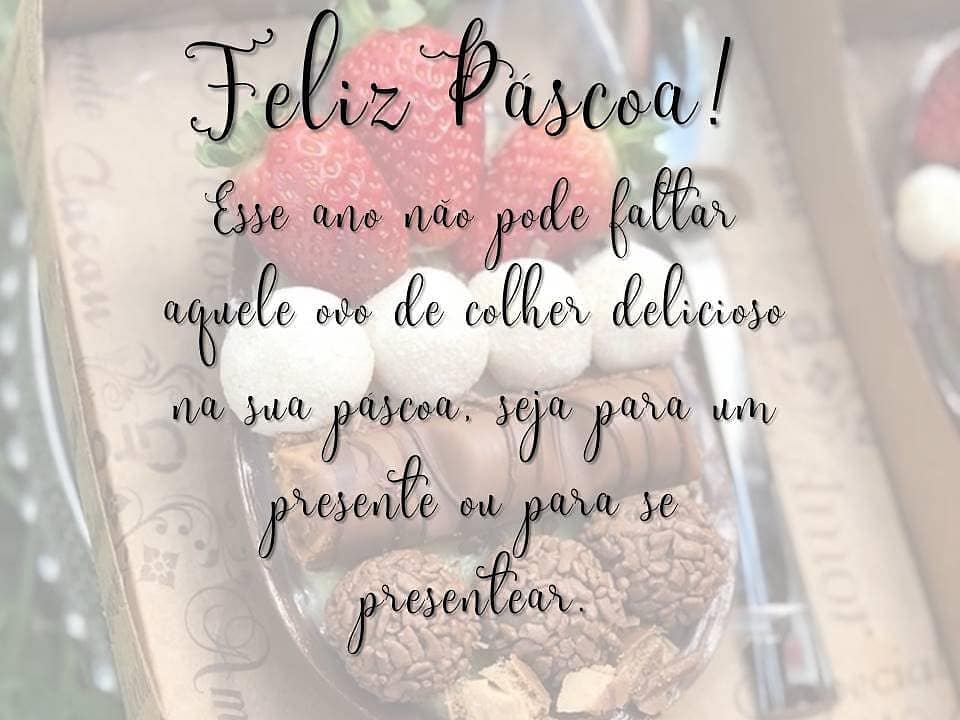 Feliz Páscoa!
Esse ano não pode faltar
aquele ovo de colher delicioso
na sua páscoa, seja para um
presente ou para se
presentear.